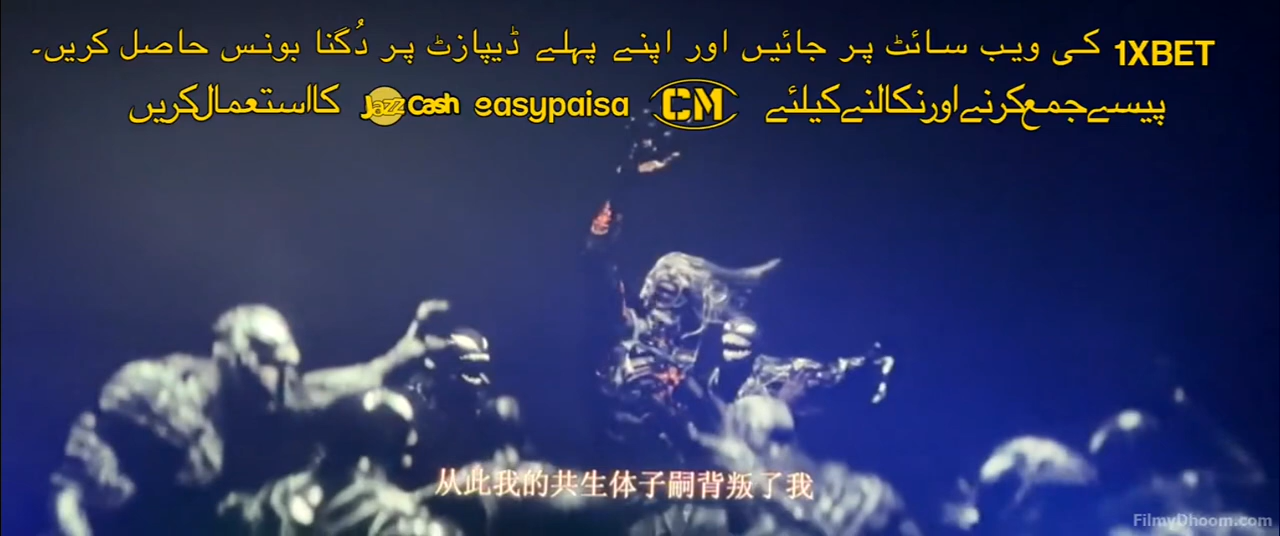 1XBET کی ویب سائٹ پر جائیں اور اپنے پہلے ڈیپازٹ پر دُگنا بونس حاصل کریں۔
پیسے جمع کرنے اور نکالنے کیلئے CM easypaisa JazzCash کا استعمال کریں
从此我的共生体子嗣背叛了我
FilmyDhoom.com